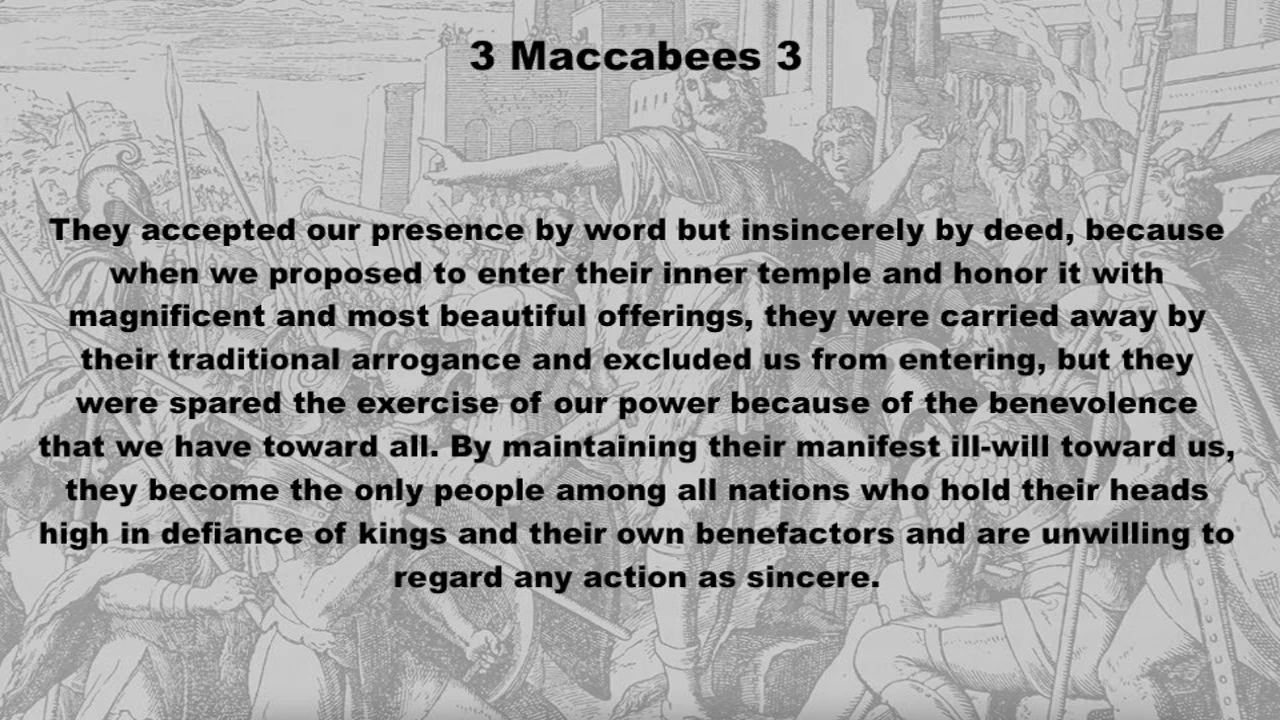 3 Maccabees 3
They accepted our presence by word but insincerely by deed, because
when we proposed to enter their inner temple and honor it with
magnificent and most beautiful offerings, they were carried away by
their traditional arrogance and excluded us from entering, but they
were spared the exercise of our power because of the benevolence
that we have toward all. By maintaining their manifest ill-will toward us,
they become the only people among all nations who hold their heads
high in defiance of kings and their own benefactors and are unwilling to
regard any action as sincere.